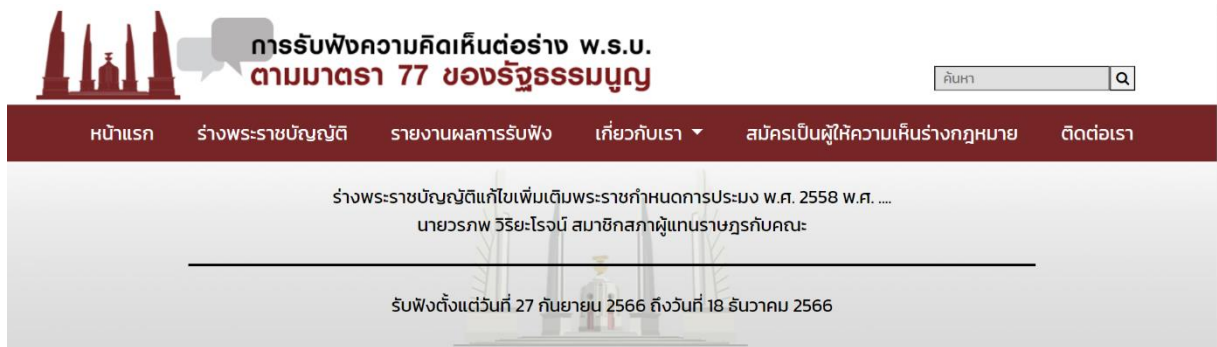 การรับฟังความคิดเห็นต่อร่าง พ.ร.บ.
ตามมาตรา 77 ของรัฐธรรมนูญ
ค้นหา
หน้าแรก ร่างพระราชบัญญัติ รายงานผลการรับฟัง เกี่ยวกับเรา สมัครเป็นผู้ให้ความเห็นร่างกฎหมาย ติดต่อเรา
ร่างพระราชบัญญัติแก้ไขเพิ่มเติมพระราชกำหนดการประมง พ.ศ. 2558 พ.ศ. ....
นายวรภพ วิริยะโรจน์ สมาชิกสภาผู้แทนราษฎรกับคณะ
รับฟังตั้งแต่วันที่ 27 กันยายน 2566 ถึงวันที่ 18 ธันวาคม 2566